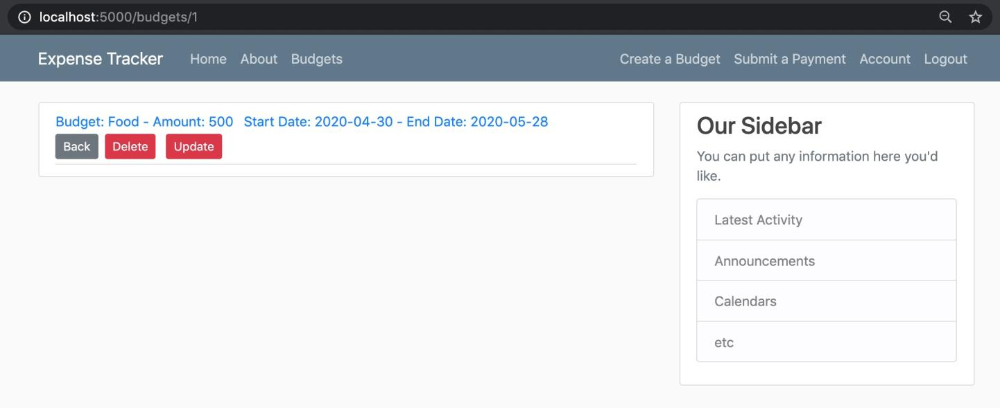 localhost:5000/budgets/1
Expense Tracker Home About Budgets Create a Budget Submit a Payment Account Logout
Budget: Food - Amount: 500 Start Date: 2020-04-30 - End Date: 2020-05-28
Back Delete Update
Our Sidebar
You can put any information here you'd
like.
Latest Activity
Announcements
Calendars
etc